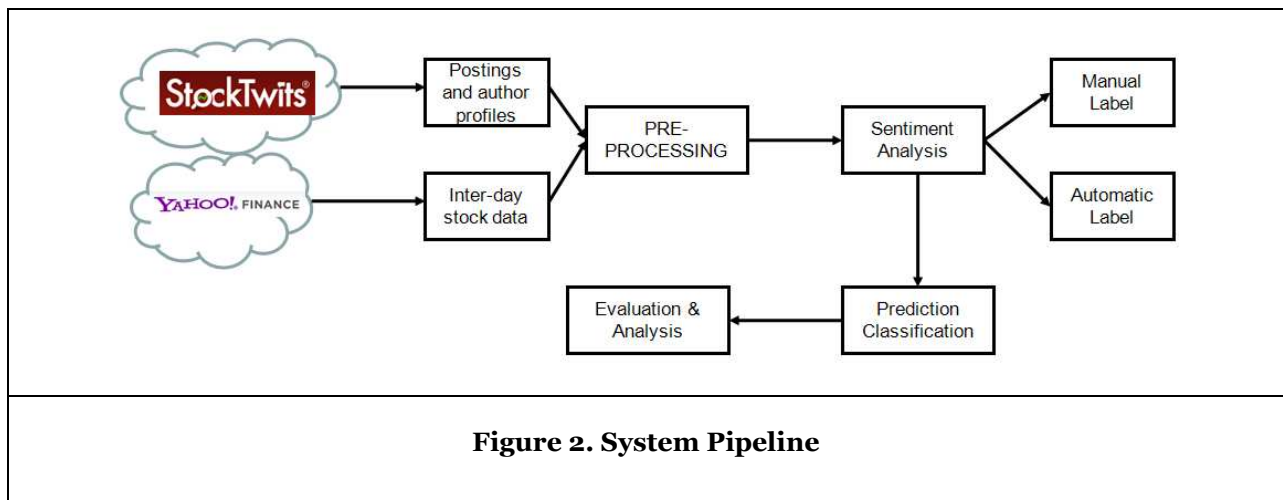 StockTwits®
Postings
and author
profiles
PRE-
PROCESSING
Sentiment
Analysis
Manual
Label
YAHOO! FINANCE
Inter-day
stock data
Automatic
Label
Evaluation &
Analysis
Prediction
Classification
Figure 2. System Pipeline